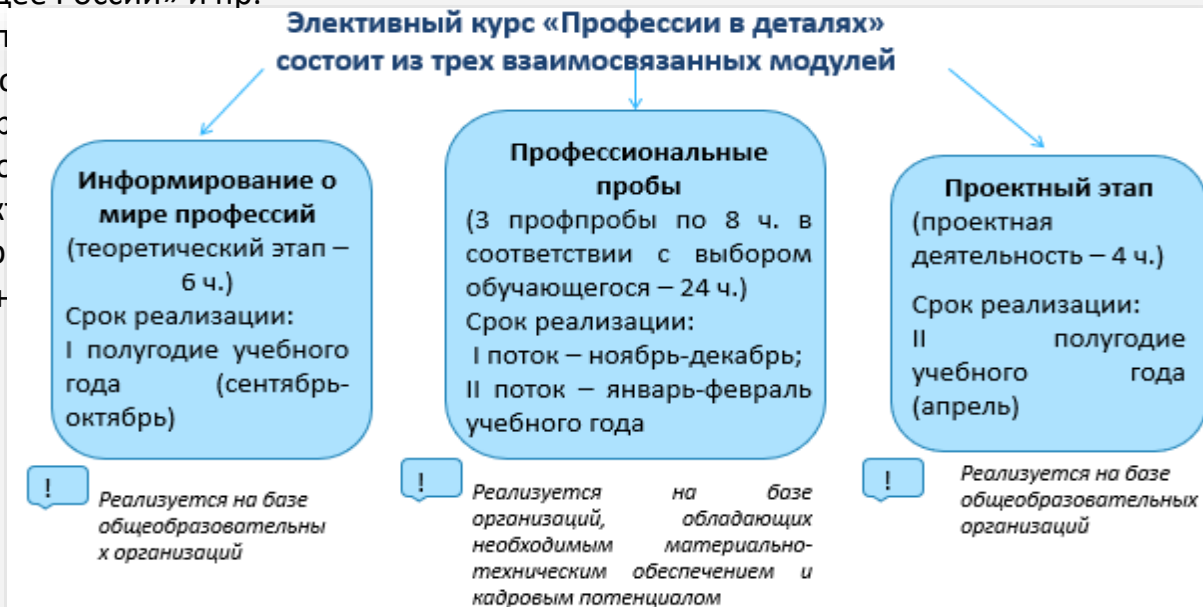 щее России» и пр.
Элективный курс «Профессии в деталях»
состоит из трех взаимосвязанных модулей
Информирование о
мире профессий
(теоретический этап –
6 ч.)
Срок реализации:
I полугодие учебного
года (сентябрь-
октябрь)
!
Реализуется на базе
общеобразовательны
х организаций
Профессиональные
пробы
(3 профпробы по 8 ч. в
соответствии с выбором
обучающегося – 24 ч.)
Срок реализации:
I поток – ноябрь-декабрь;
II поток – январь-февраль
учебного года
!
Реализуется на базе
организаций, обладающих
необходимым материально-
техническим обеспечением и
кадровым потенциалом
Проектный этап
(проектная
деятельность – 4 ч.)
Срок реализации:
II полугодие
учебного года
(апрель)
!
Реализуется на базе
общеобразовательных
организаций